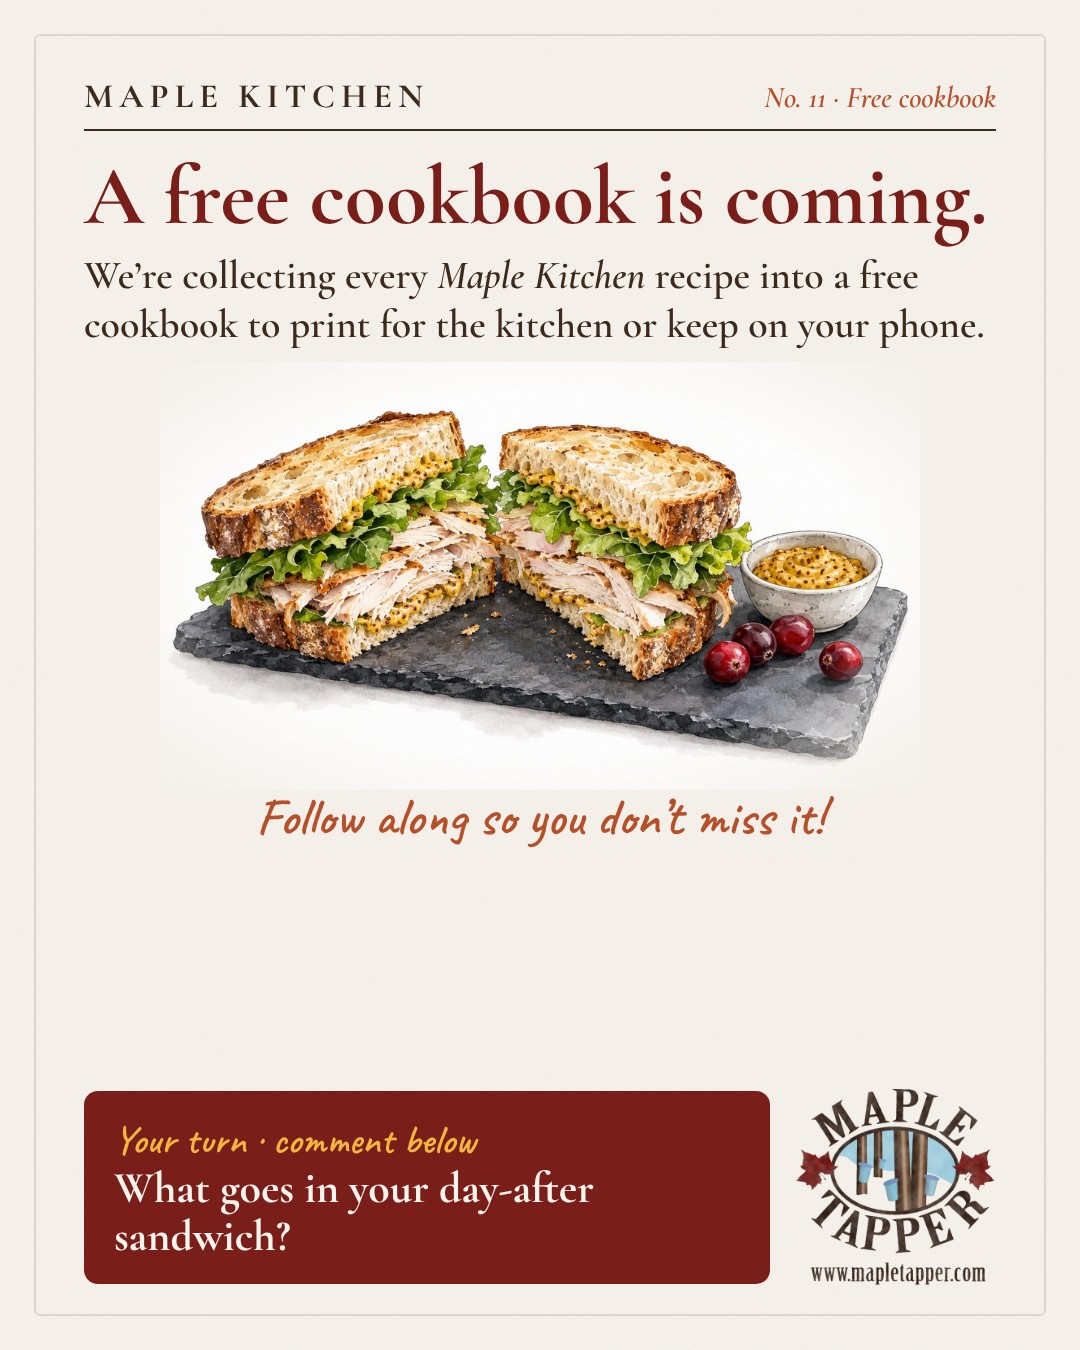 MAPLE KITCHEN
No. 11 · Free cookbook
A free cookbook is coming.
We’re collecting every Maple Kitchen recipe into a free
cookbook to print for the kitchen or keep on your phone.
Follow along so you don’t miss it!
Your turn · comment below
What goes in your day-after
sandwich?
MAPLE
TAPPER
www.mapletapper.com